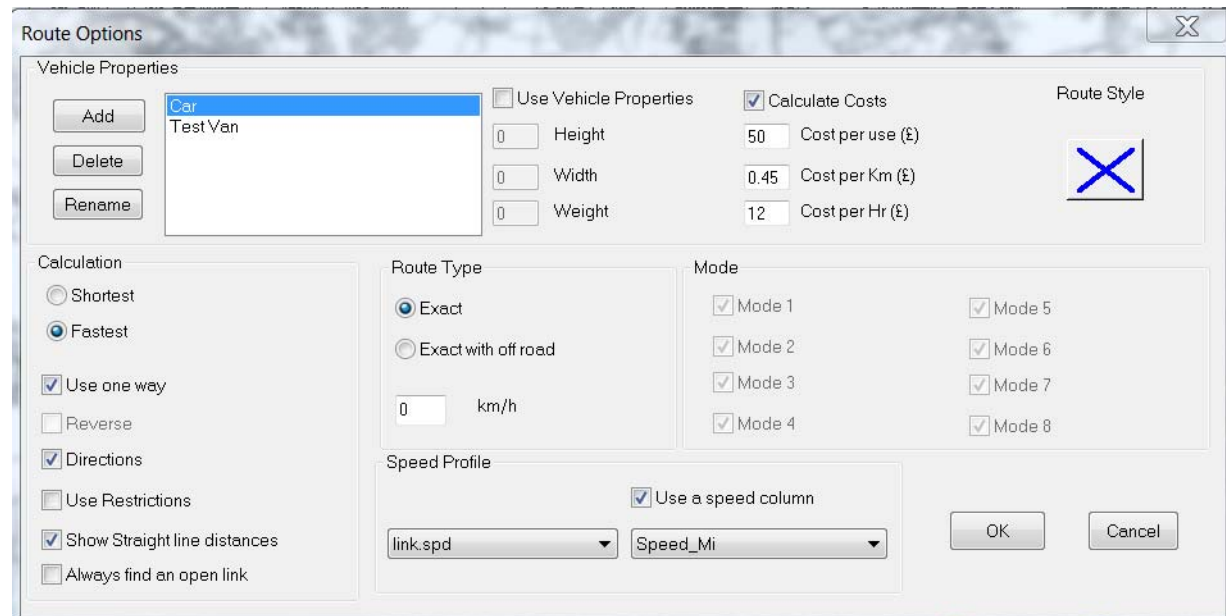 Route Options
Vehicle Properties
Add
Delete
Rename
Car
Test Van
Use Vehicle Properties
0 Height
0 Width
0 Weight
Calculate Costs
50 Cost per use (£)
0.45 Cost per Km (£)
12 Cost per Hr (£)
Route Style
Calculation
Shortest
Fastest
Use one way
Reverse
Directions
Use Restrictions
Show Straight line distances
Always find an open link
Route Type
Exact
Exact with off road
0 km/h
Mode
Mode 1
Mode 2
Mode 3
Mode 4
Mode 5
Mode 6
Mode 7
Mode 8
Speed Profile
Use a speed column
link.spd
Speed_Mi
OK
Cancel